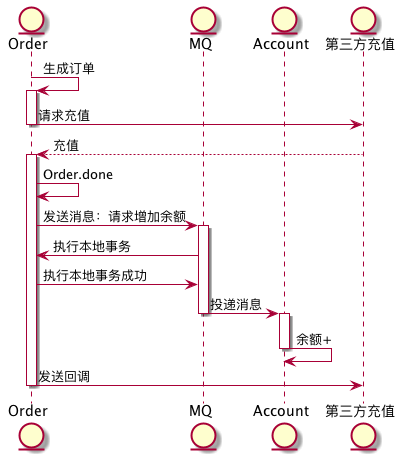 Order MQ Account 第三方充值
生成订单
请求充值
充值
Order.done
发送消息：请求增加余额
执行本地事务
执行本地事务成功
投递消息
余额+
发送回调
Order MQ Account 第三方充值